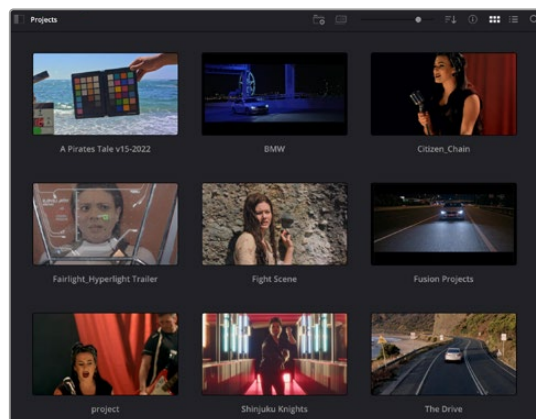 Projects
A Pirates Tale v15-2022
BMW
Citizen_Chain
Fairlight_Hyperlight Trailer
Fight Scene
Fusion Projects
project
Shinjuku Knights
The Drive